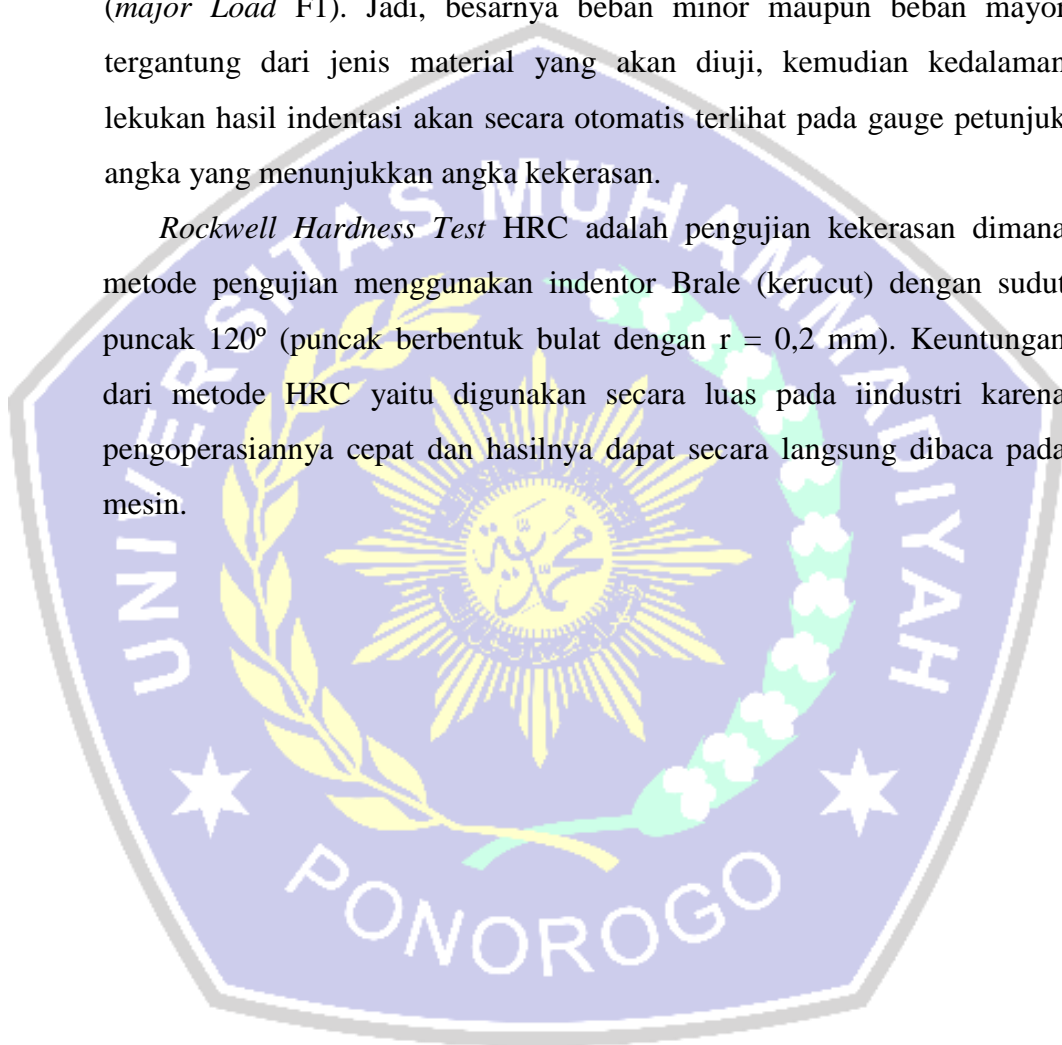 (major Load F1). Jadi, besarnya beban minor maupun beban mayor
tergantung dari jenis material yang akan diuji, kemudian kedalaman
lekukan hasil indentasi akan secara otomatis terlihat pada gauge petunjuk
angka yang menunjukkan angka kekerasan.
Rockwell Hardness Test HRC adalah pengujian kekerasan dimana
metode pengujian menggunakan indentor Brale (kerucut) dengan sudut
puncak 120º (puncak berbentuk bulat dengan r = 0,2 mm). Keuntungan
dari metode HRC yaitu digunakan secara luas pada iindustri karena
pengoperasiannya cepat dan hasilnya dapat secara langsung dibaca pada
mesin.
UNIVERSITAS MUHAMMADIYAH
PONOROGO